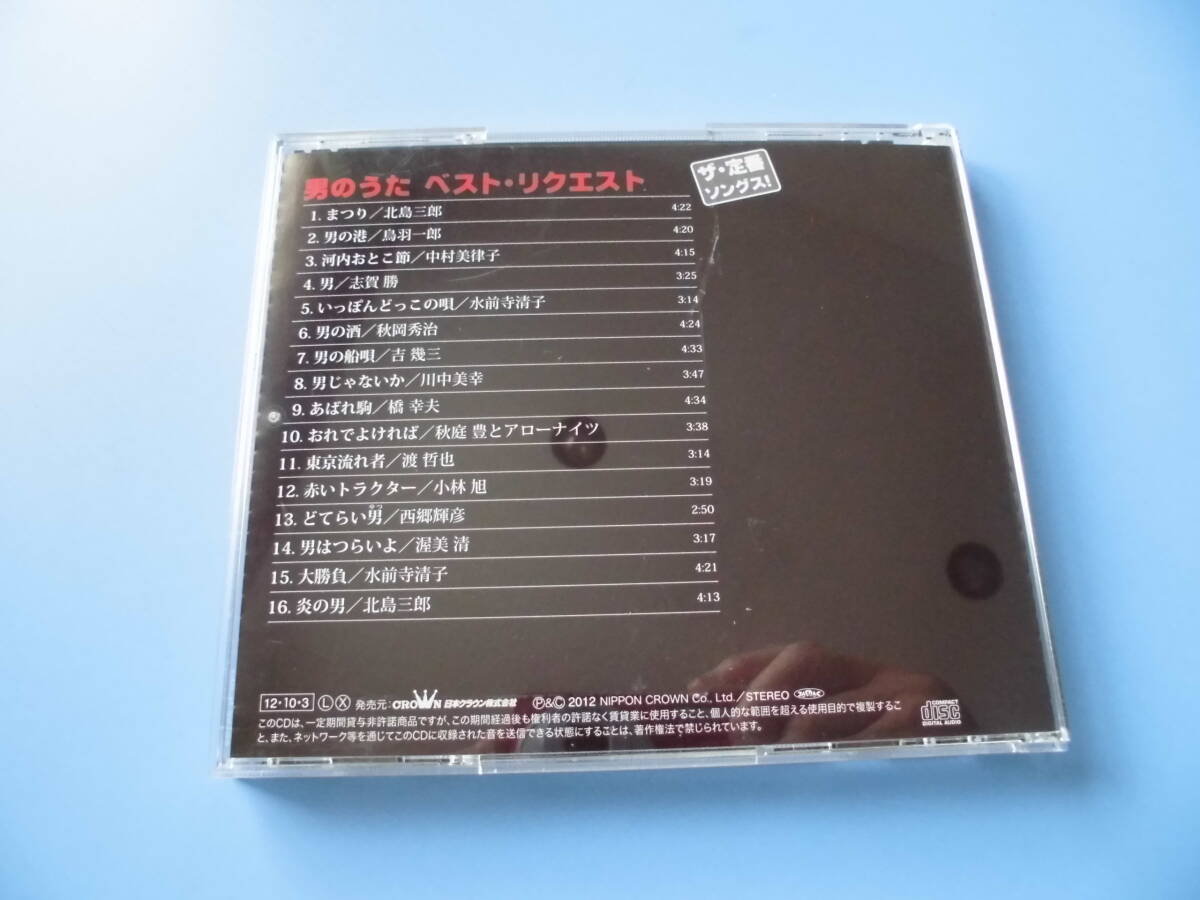 男のうた ベスト・リクエスト
ザ・定番
ソングス!
1. まつり／北島三郎 4:22
2. 男の港／鳥羽一郎 4:20
3. 河内おとこ節／中村美律子 4:15
4. 男／志賀 勝 3:25
5. いっぽんどっこの唄／水前寺清子 3:14
6. 男の酒／秋岡秀治 4:24
7. 男の船唄／吉 幾三 4:33
8. 男じゃないか／川中美幸 3:47
9. あばれ駒／橋 幸夫 4:34
10. おれでよければ／秋庭 豊とアローナイツ 3:38
11. 東京流れ者／渡 哲也 3:14
12. 赤いトラクター／小林 旭 3:19
やつ
13. どてらい男／西郷輝彦 2:50
14. 男はつらいよ／渥美 清 3:17
15. 大勝負／水前寺清子 4:21
16. 炎の男／北島三郎 4:13
12・10・3 Ⓛ Ⓧ 発売元: CROWN 日本クラウン株式会社 Ⓟ&© 2012 NIPPON CROWN Co., Ltd.／STEREO
COMPACT
disc
DIGITAL AUDIO
このCDは、一定期間貸与非許諾商品ですが、この期間経過後も権利者の許諾なく賃貸業に使用すること、個人的な範囲を超える使用目的で複製するこ
と、また、ネットワーク等を通じてこのCDに収録された音を送信できる状態にすることは、著作権法で禁じられています。